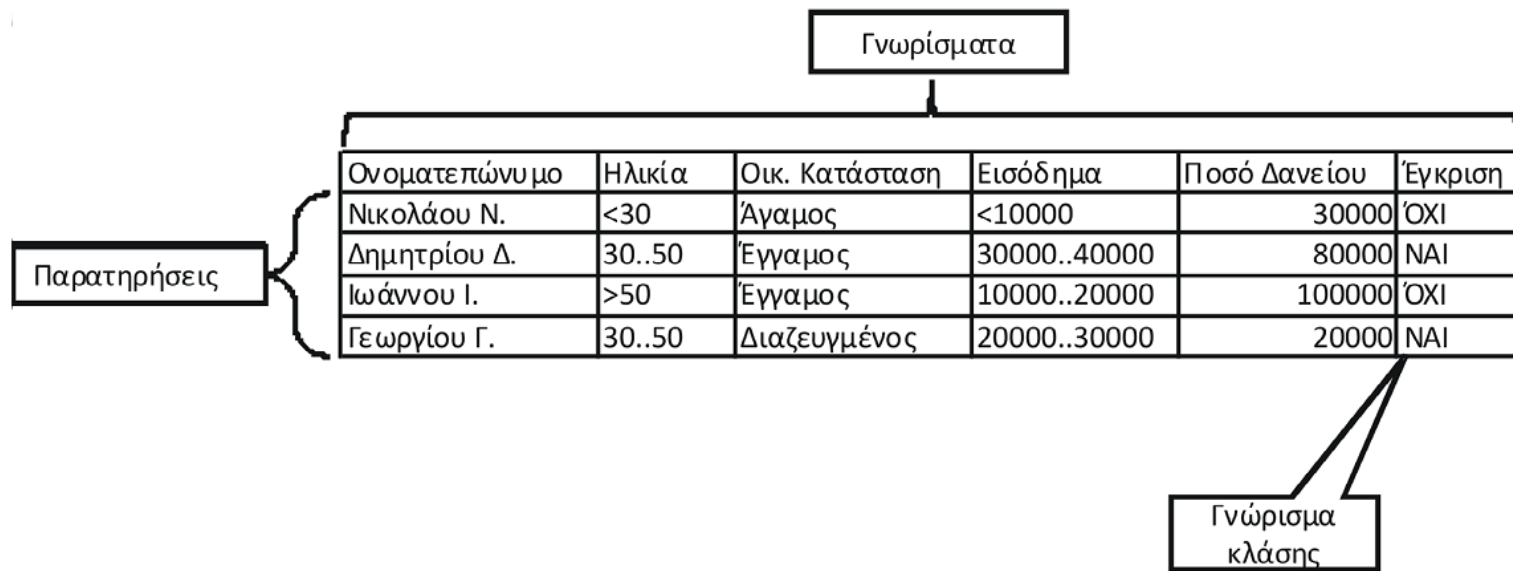 Γνωρίσματα
Ονοματεπώνυμο Ηλικία Οικ. Κατάσταση Εισόδημα Ποσό Δανείου Έγκριση
Νικολάου Ν. <30 Άγαμος <10000 30000 ΌΧΙ
Δημητρίου Δ. 30..50 Έγγαμος 30000..40000 80000 ΝΑΙ
Παρατηρήσεις
Ιωάννου Ι. >50 Έγγαμος 10000..20000 100000 ΌΧΙ
Γεωργίου Γ. 30..50 Διαζευγμένος 20000..30000 20000 ΝΑΙ
Γνώρισμα
κλάσης